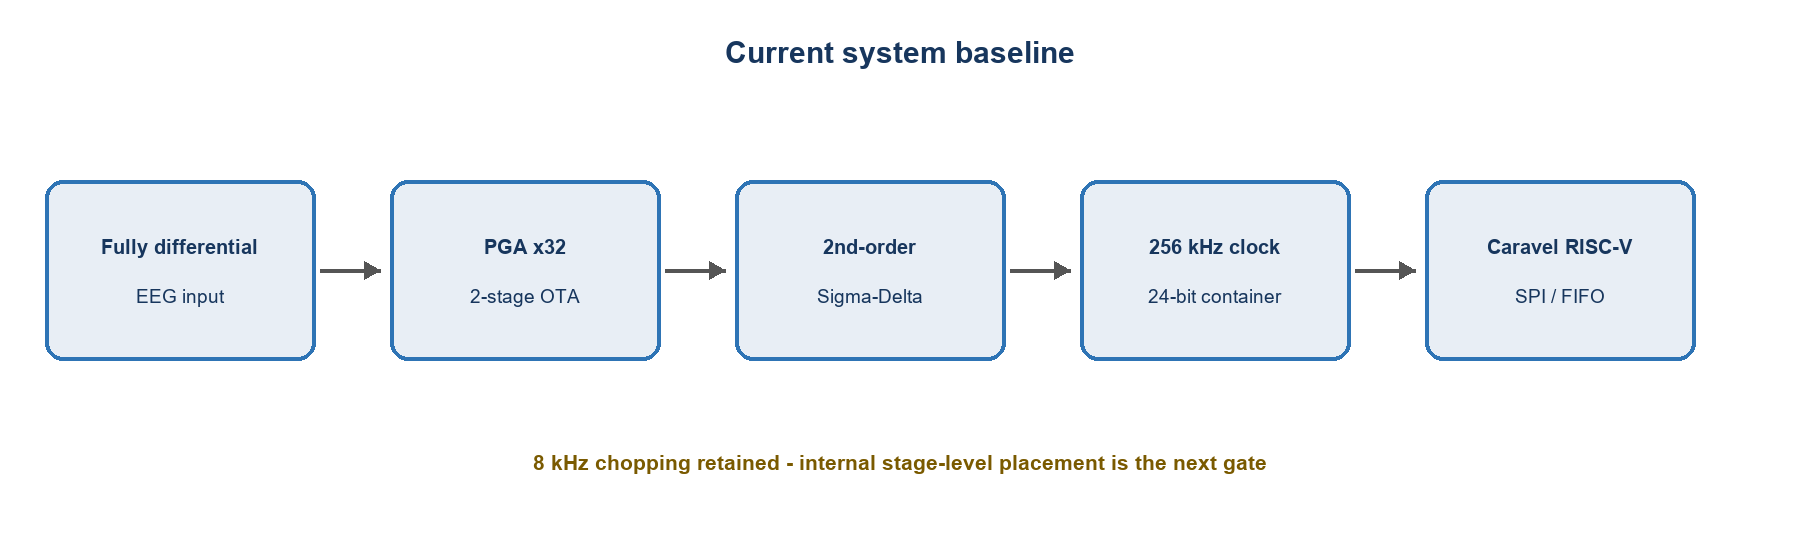 Current system baseline
Fully differential
EEG input
PGA x32
2-stage OTA
2nd-order
Sigma-Delta
256 kHz clock
24-bit container
Caravel RISC-V
SPI / FIFO
8 kHz chopping retained - internal stage-level placement is the next gate